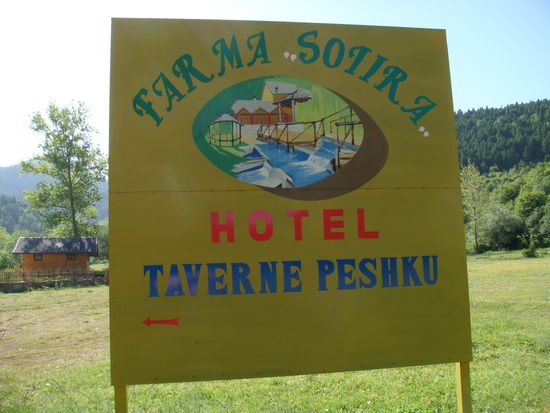 FARMA ,,SOTIRA,,
HOTEL
TAVERNE PESHKU